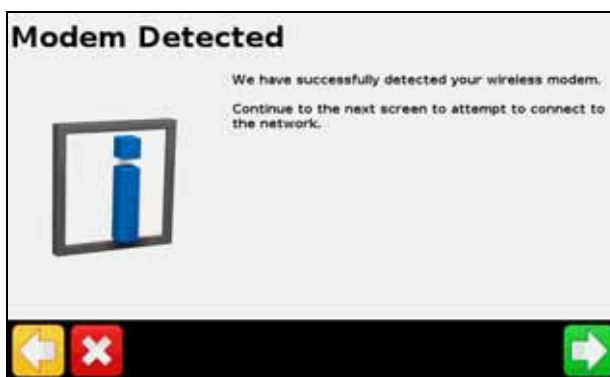 Modem Detected
We have successfully detected your wireless modem.
Continue to the next screen to attempt to connect to
the network.